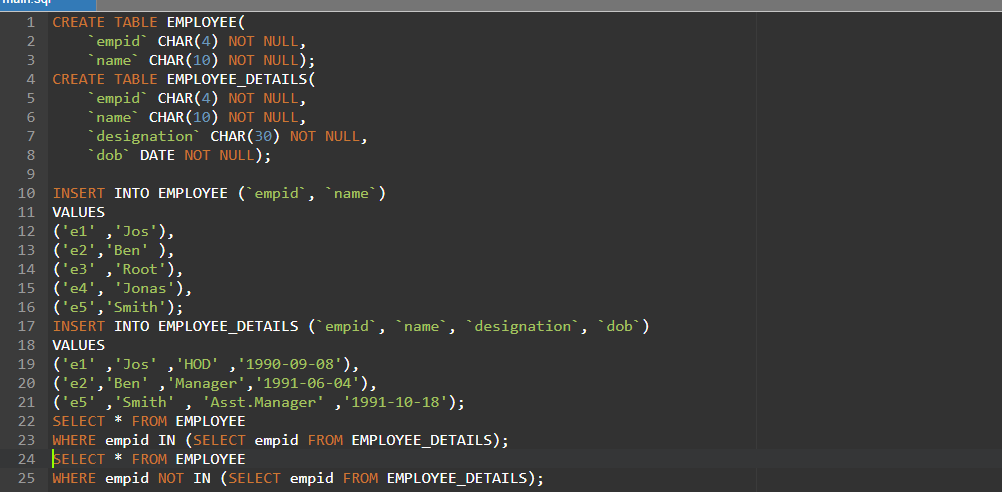 main.sql
1 CREATE TABLE EMPLOYEE(
2 `empid` CHAR(4) NOT NULL,
3 `name` CHAR(10) NOT NULL);
4 CREATE TABLE EMPLOYEE_DETAILS(
5 `empid` CHAR(4) NOT NULL,
6 `name` CHAR(10) NOT NULL,
7 `designation` CHAR(30) NOT NULL,
8 `dob` DATE NOT NULL);
9
10 INSERT INTO EMPLOYEE (`empid`, `name`)
11 VALUES
12 ('e1' ,'Jos'),
13 ('e2','Ben' ),
14 ('e3' ,'Root'),
15 ('e4', 'Jonas'),
16 ('e5','Smith');
17 INSERT INTO EMPLOYEE_DETAILS (`empid`, `name`, `designation`, `dob`)
18 VALUES
19 ('e1' ,'Jos' ,'HOD' ,'1990-09-08'),
20 ('e2','Ben' ,'Manager','1991-06-04'),
21 ('e5' ,'Smith' , 'Asst.Manager' ,'1991-10-18');
22 SELECT * FROM EMPLOYEE
23 WHERE empid IN (SELECT empid FROM EMPLOYEE_DETAILS);
24 SELECT * FROM EMPLOYEE
25 WHERE empid NOT IN (SELECT empid FROM EMPLOYEE_DETAILS);